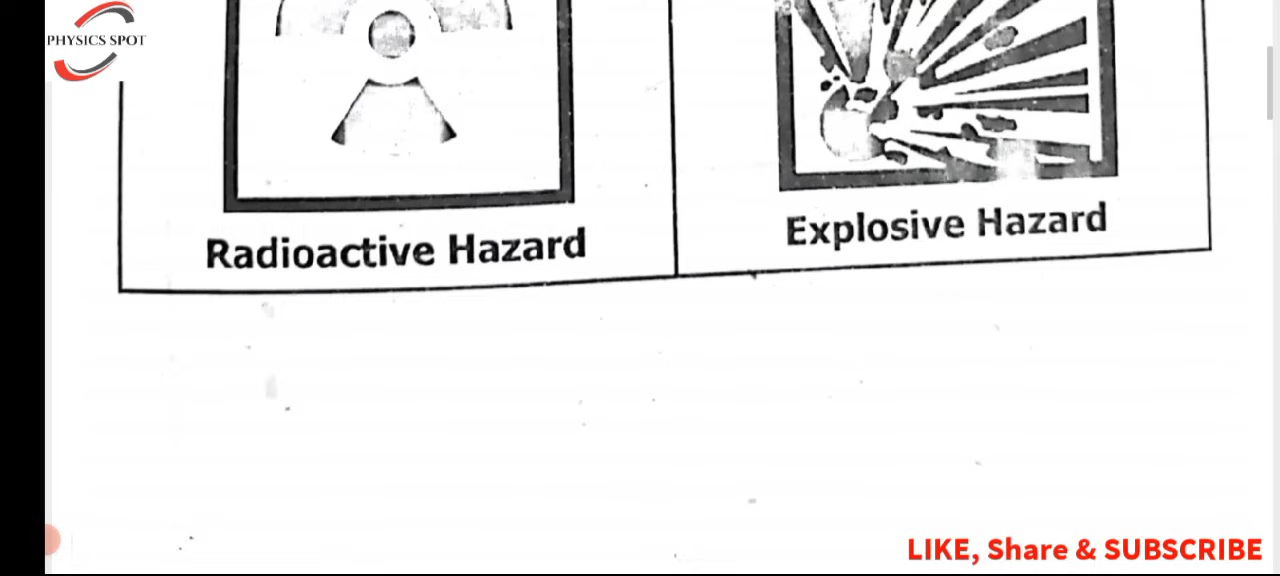 PHYSICS SPOT
Radioactive Hazard
Explosive Hazard
LIKE, Share & SUBSCRIBE